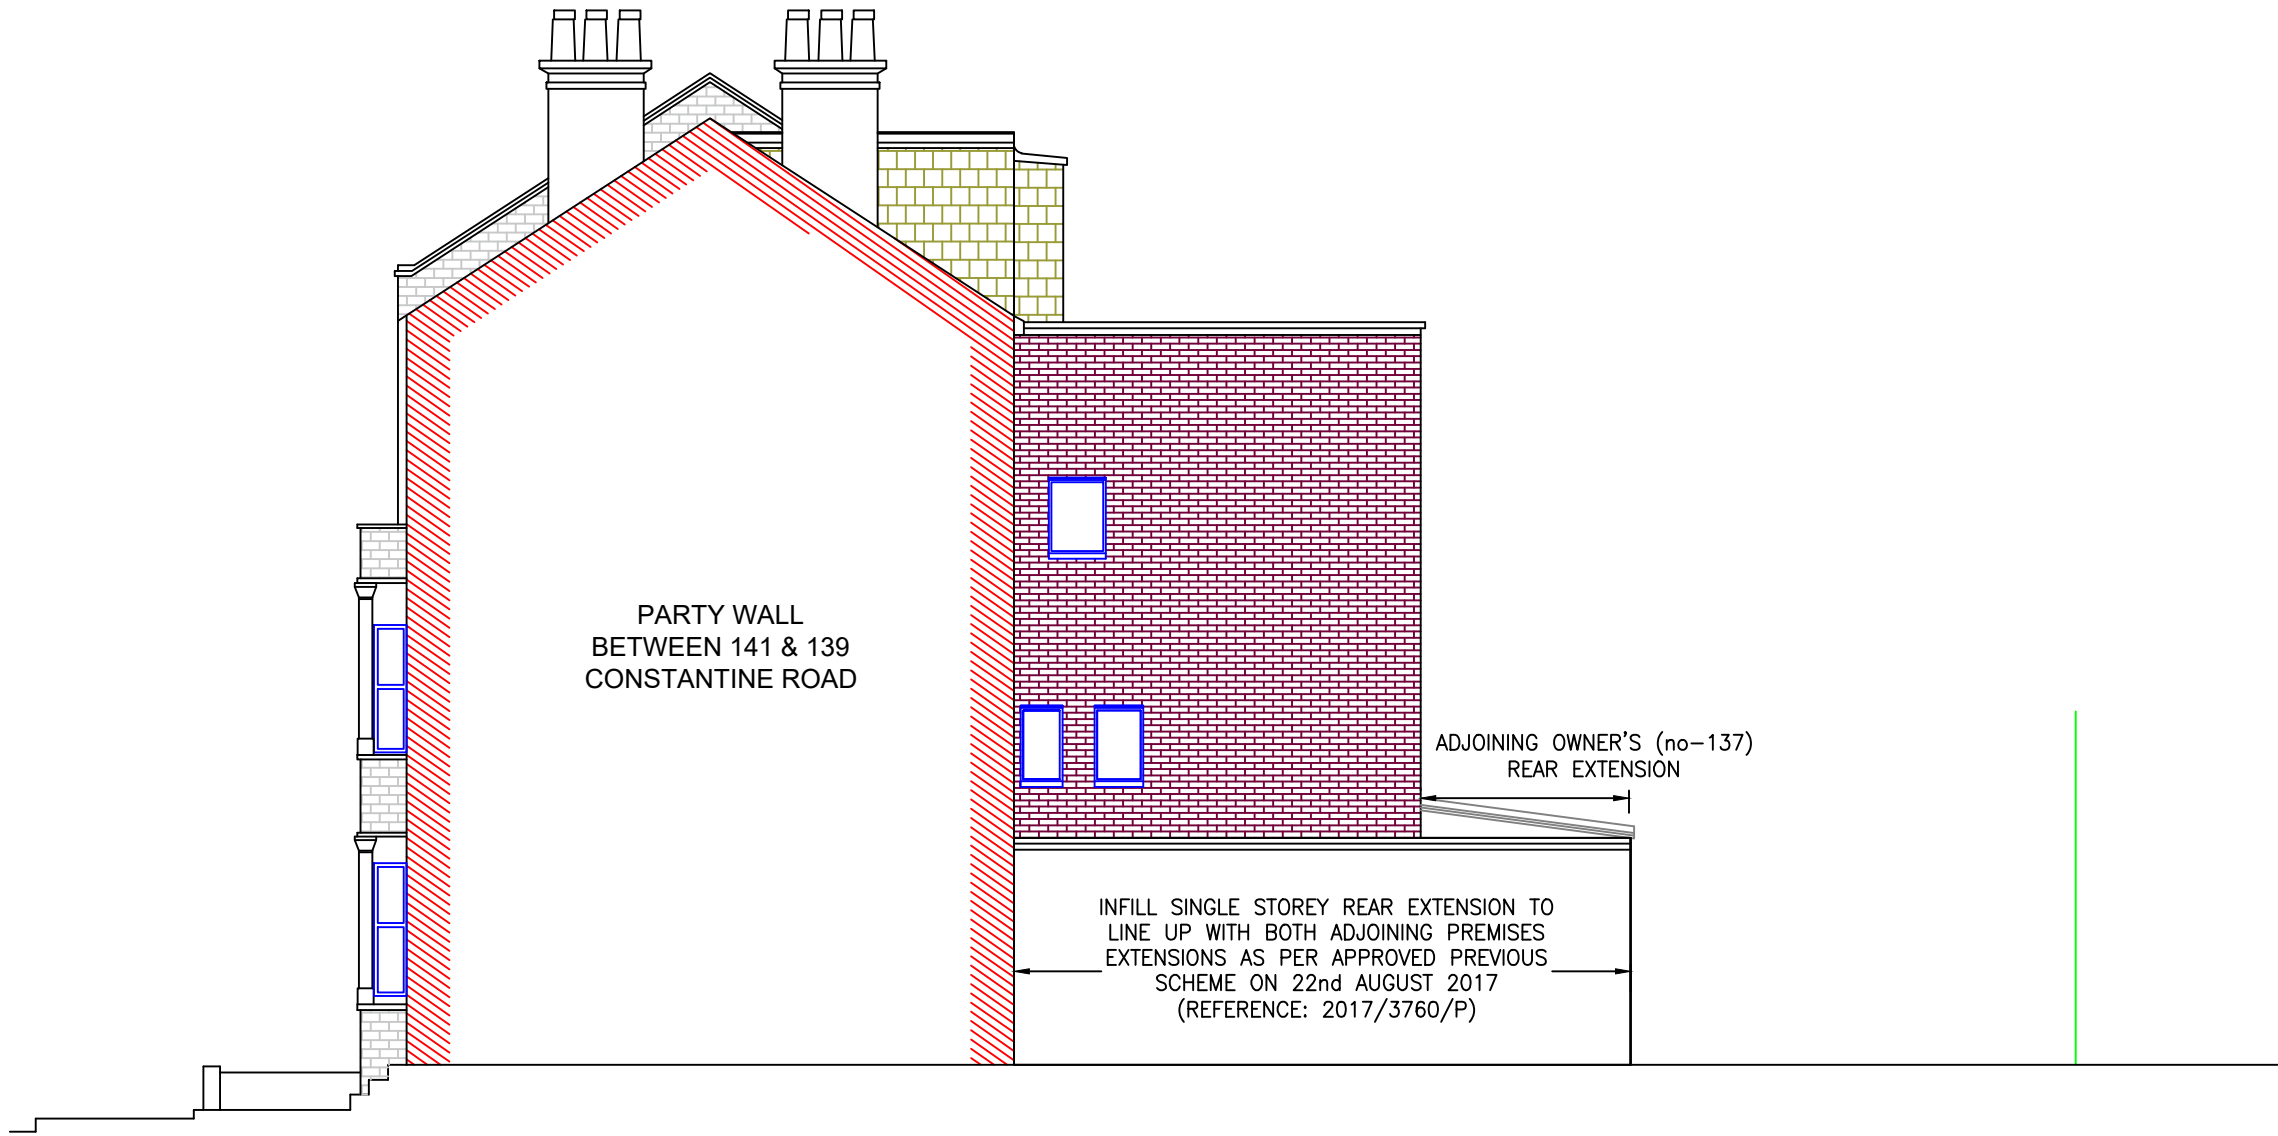 PARTY WALL
BETWEEN 141 & 139
CONSTANTINE ROAD
ADJOINING OWNER'S (no-137)
REAR EXTENSION
INFILL SINGLE STOREY REAR EXTENSION TO
LINE UP WITH BOTH ADJOINING PREMISES
EXTENSIONS AS PER APPROVED PREVIOUS
SCHEME ON 22nd AUGUST 2017
(REFERENCE: 2017/3760/P)